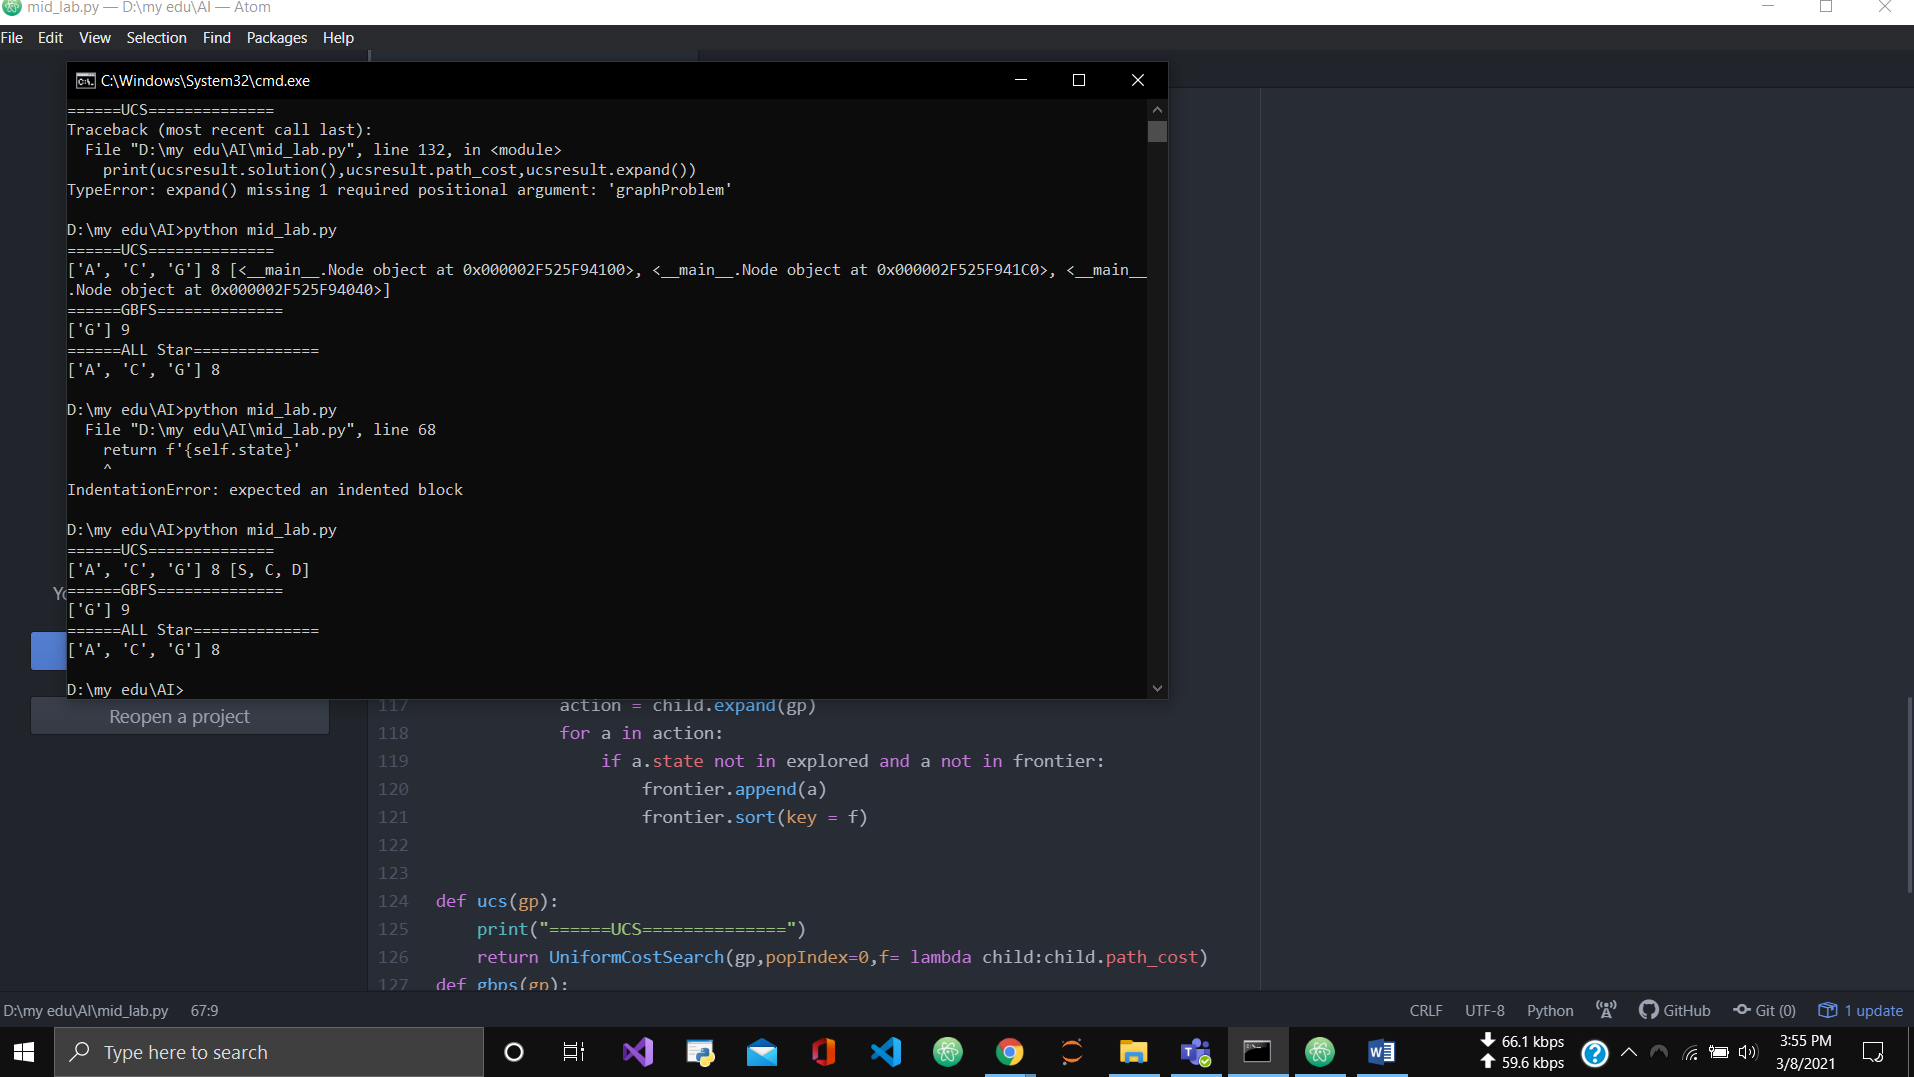 mid_lab.py — D:\my edu\AI — Atom
File Edit View Selection Find Packages Help
C:\Windows\System32\cmd.exe
======UCS==============
Traceback (most recent call last):
  File "D:\my edu\AI\mid_lab.py", line 132, in <module>
    print(ucsresult.solution(),ucsresult.path_cost,ucsresult.expand())
TypeError: expand() missing 1 required positional argument: 'graphProblem'
D:\my edu\AI>python mid_lab.py
======UCS==============
['A', 'C', 'G'] 8 [<__main__.Node object at 0x000002F525F94100>, <__main__.Node object at 0x000002F525F941C0>, <__main__
.Node object at 0x000002F525F94040>]
======GBFS==============
['G'] 9
======ALL Star==============
['A', 'C', 'G'] 8
D:\my edu\AI>python mid_lab.py
  File "D:\my edu\AI\mid_lab.py", line 68
    return f'{self.state}'
    ^
IndentationError: expected an indented block
D:\my edu\AI>python mid_lab.py
======UCS==============
['A', 'C', 'G'] 8 [S, C, D]
======GBFS==============
['G'] 9
======ALL Star==============
['A', 'C', 'G'] 8
D:\my edu\AI>
Reopen a project
117 action = child.expand(gp)
118 for a in action:
119 if a.state not in explored and a not in frontier:
120 frontier.append(a)
121 frontier.sort(key = f)
122
123
124 def ucs(gp):
125 print("======UCS==============")
126 return UniformCostSearch(gp,popIndex=0,f= lambda child:child.path_cost)
127 def gbps(gp):
D:\my edu\AI\mid_lab.py 67:9 CRLF UTF-8 Python GitHub Git (0) 1 update
Type here to search
66.1 kbps
59.6 kbps
3:55 PM
3/8/2021